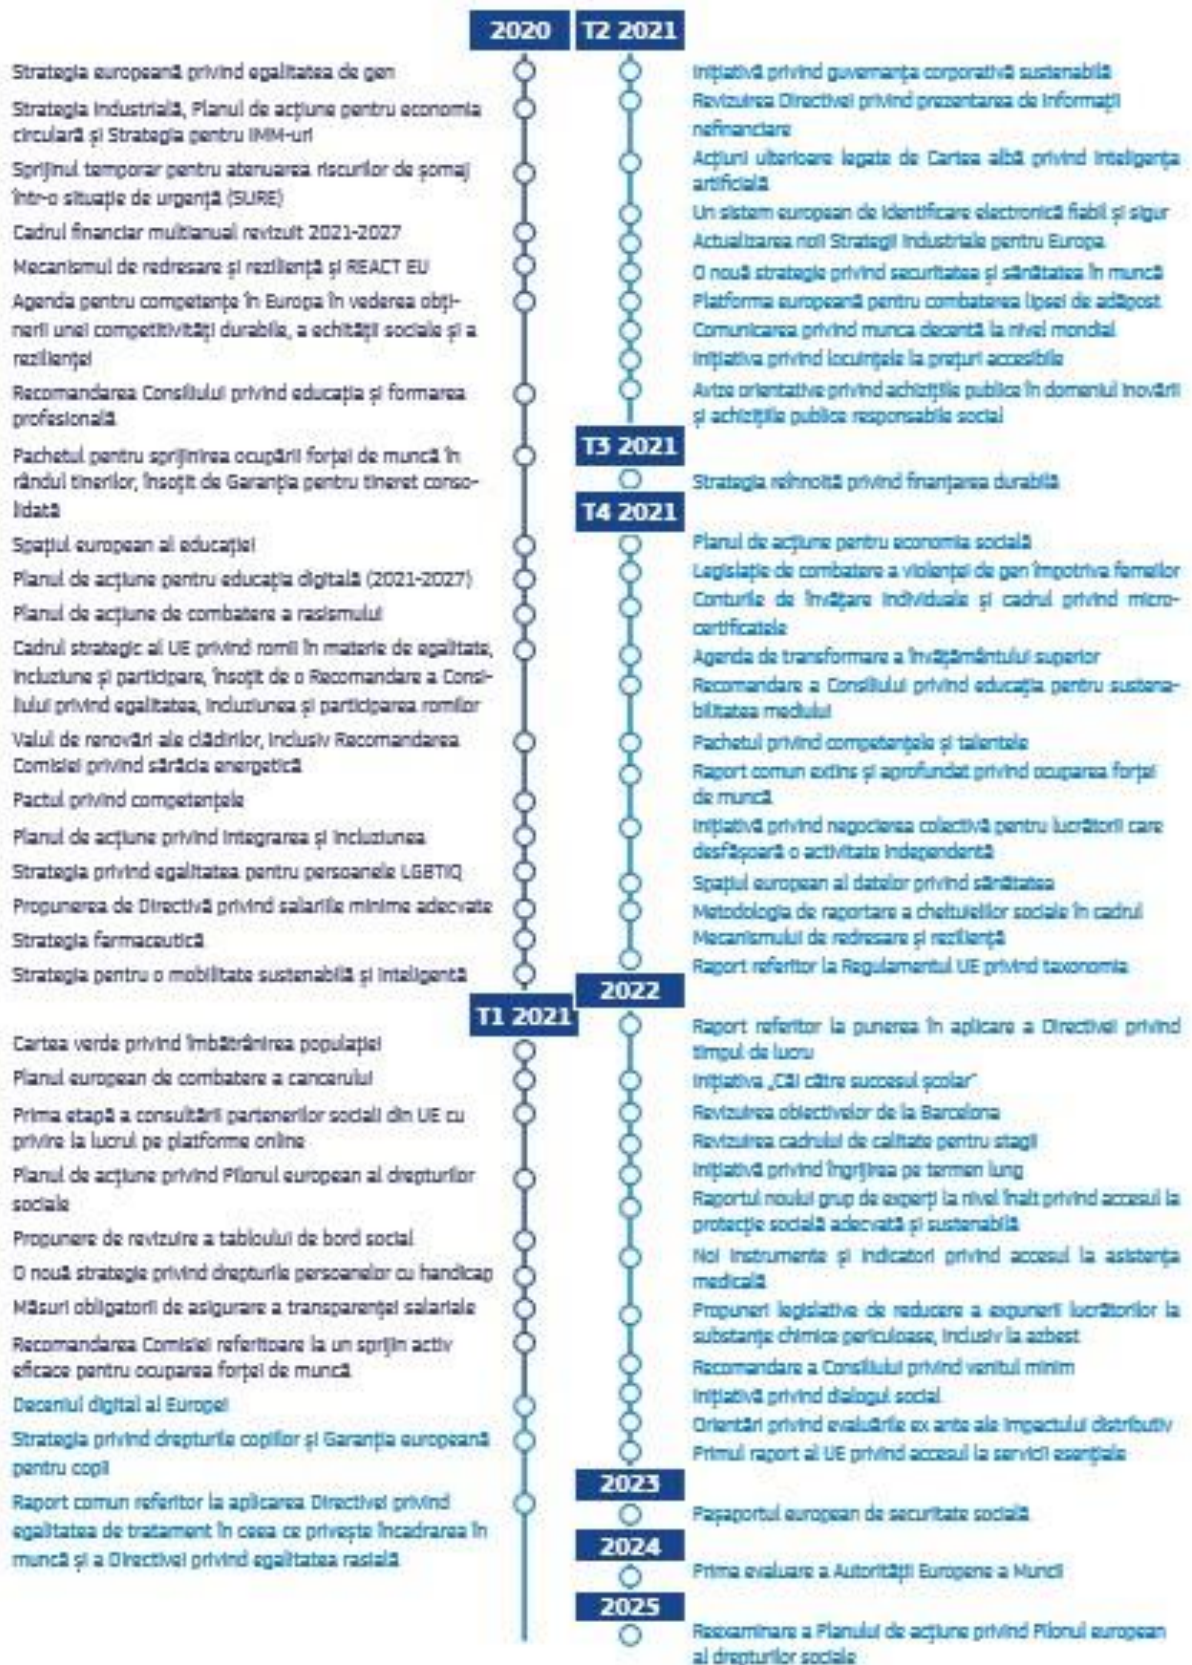 2020
Strategia europeană privind egalitatea de gen
Strategia industrială, Planul de acțiune pentru economia
circulară și Strategia pentru IMM-uri
Sprijinul temporar pentru atenuarea riscurilor de șomaj
într-o situație de urgență (SURE)
Cadrul financiar multianual revizuit 2021-2027
Mecanismul de redresare și reziliență și REACT EU
Agenda pentru competențe în Europa în vederea obți-
nerii unei competitivități durabile, a echității sociale și a
rezilienței
Recomandarea Consiliului privind educația și formarea
profesională
Pachetul pentru sprijinirea ocupării forței de muncă în
rândul tinerilor, însoțit de Garanția pentru tineret conso-
lidată
Spațiul european al educației
Planul de acțiune pentru educația digitală (2021-2027)
Planul de acțiune de combatere a rasismului
Cadrul strategic al UE privind romii în materie de egalitate,
incluziune și participare, însoțit de o Recomandare a Consi-
liului privind egalitatea, incluziunea și participarea romilor
Valul de renovări ale clădirilor, inclusiv Recomandarea
Comisiei privind sărăcia energetică
Pactul privind competențele
Planul de acțiune privind integrarea și incluziunea
Strategia privind egalitatea pentru persoanele LGBTIQ
Propunerea de Directivă privind salariile minime adecvate
Strategia farmaceutică
Strategia pentru o mobilitate sustenabilă și inteligentă
T1 2021
Cartea verde privind îmbătrânirea populației
Planul european de combatere a cancerului
Prima etapă a consultării partenerilor sociali din UE cu
privire la lucrul pe platforme online
Planul de acțiune privind Pilonul european al drepturilor
sociale
Propunere de revizuire a tabloului de bord social
O nouă strategie privind drepturile persoanelor cu handicap
Măsuri obligatorii de asigurare a transparenței salariale
Recomandarea Comisiei referitoare la un sprijin activ
eficace pentru ocuparea forței de muncă
Deceniul digital al Europei
Strategia privind drepturile copiilor și Garanția europeană
pentru copii
Raport comun referitor la aplicarea Directivei privind
egalitatea de tratament în ceea ce privește încadrarea în
muncă și a Directivei privind egalitatea rasială
T2 2021
Inițiativă privind guvernanța corporativă sustenabilă
Revizuirea Directivei privind prezentarea de informații
nefinanciare
Acțiuni ulterioare legate de Cartea albă privind inteligența
artificială
Un sistem european de identificare electronică fiabil și sigur
Actualizarea noii Strategii industriale pentru Europa
O nouă strategie privind securitatea și sănătatea în muncă
Platforma europeană pentru combaterea lipsei de adăpost
Comunicarea privind munca decentă la nivel mondial
Inițiativa privind locuințele la prețuri accesibile
Avize orientative privind achizițiile publice în domeniul inovării
și achizițiile publice responsabile social
T3 2021
Strategia reînnoită privind finanțarea durabilă
T4 2021
Planul de acțiune pentru economia socială
Legislație de combatere a violenței de gen împotriva femeilor
Conturile de învățare individuale și cadrul privind micro-
certificatele
Agenda de transformare a învățământului superior
Recomandare a Consiliului privind educația pentru sustena-
bilitatea mediului
Pachetul privind competențele și talentele
Raport comun extins și aprofundat privind ocuparea forței
de muncă
Inițiativă privind negocierea colectivă pentru lucrătorii care
desfășoară o activitate independentă
Spațiul european al datelor privind sănătatea
Metodologia de raportare a cheltuielilor sociale în cadrul
Mecanismului de redresare și reziliență
Raport referitor la Regulamentul UE privind taxonomia
2022
Raport referitor la punerea în aplicare a Directivei privind
timpul de lucru
Inițiativa „Căi către succesul școlar”
Revizuirea obiectivelor de la Barcelona
Revizuirea cadrului de calitate pentru stagii
Inițiativă privind îngrijirea pe termen lung
Raportul noului grup de experți la nivel înalt privind accesul la
protecție socială adecvată și sustenabilă
Noi instrumente și indicatori privind accesul la asistența
medicală
Propuneri legislative de reducere a expunerii lucrătorilor la
substanțe chimice periculoase, inclusiv la azbest
Recomandare a Consiliului privind venitul minim
Inițiativă privind dialogul social
Orientări privind evaluările ex ante ale impactului distributiv
Primul raport al UE privind accesul la servicii esențiale
2023
Pașaportul european de securitate socială
2024
Prima evaluare a Autorității Europene a Muncii
2025
Reexaminare a Planului de acțiune privind Pilonul european
al drepturilor sociale